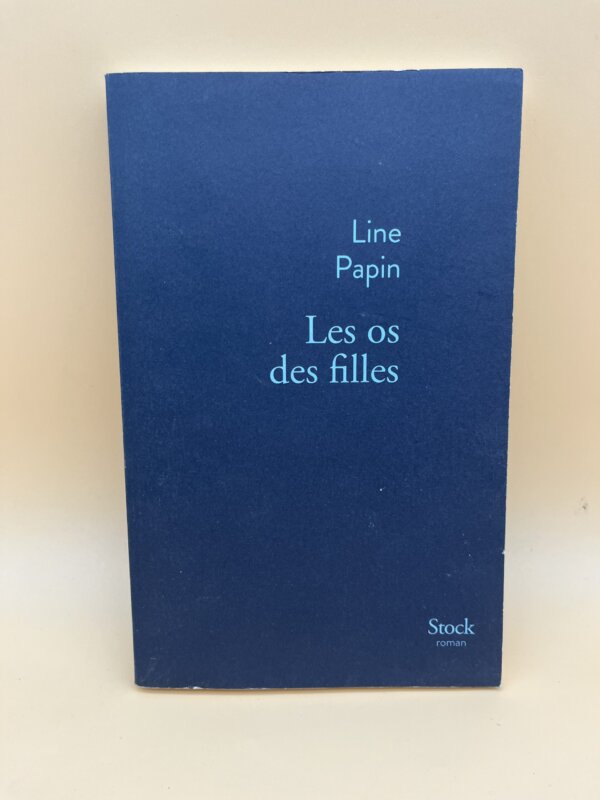 Line
Papin
Les os
des filles
Stock
roman